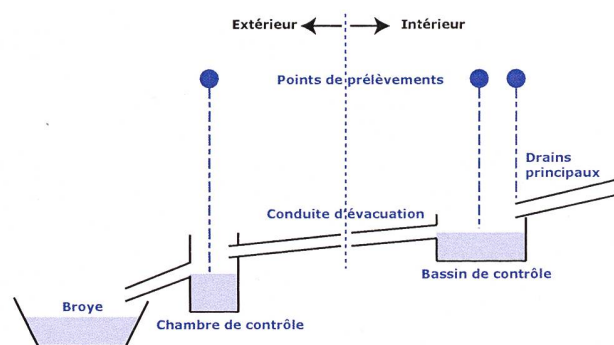 Extérieur Intérieur
Points de prélèvements
Drains
principaux
Conduite d'évacuation
Bassin de contrôle
Broye
Chambre de contrôle